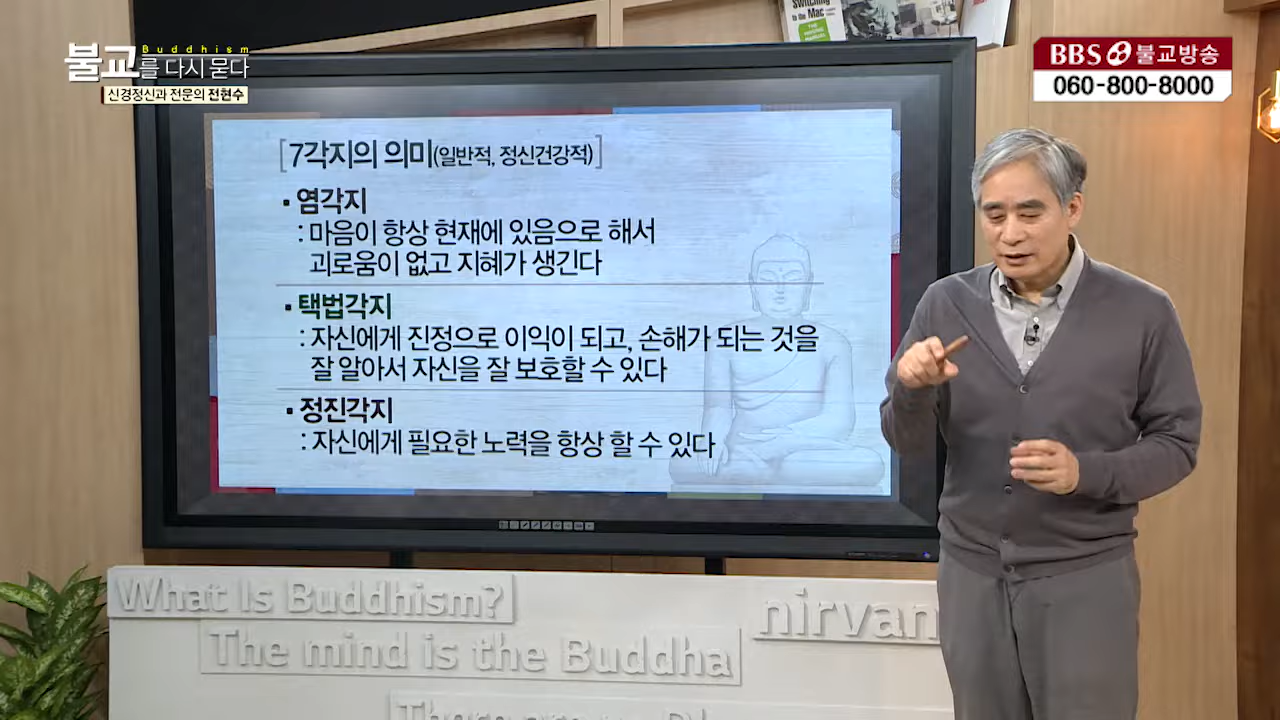 Buddhism
불교를 다시 묻다
신경정신과 전문의 전현수
BBS 불교방송
060-800-8000
Switching
to the Mac
[7각지의 의미(일반적, 정신건강적)]
· 염각지
: 마음이 항상 현재에 있음으로 해서
괴로움이 없고 지혜가 생긴다
· 택법각지
: 자신에게 진정으로 이익이 되고, 손해가 되는 것을
잘 알아서 자신을 잘 보호할 수 있다
· 정진각지
: 자신에게 필요한 노력을 항상 할 수 있다
What Is Buddhism?
nirvan
The mind is the Buddha